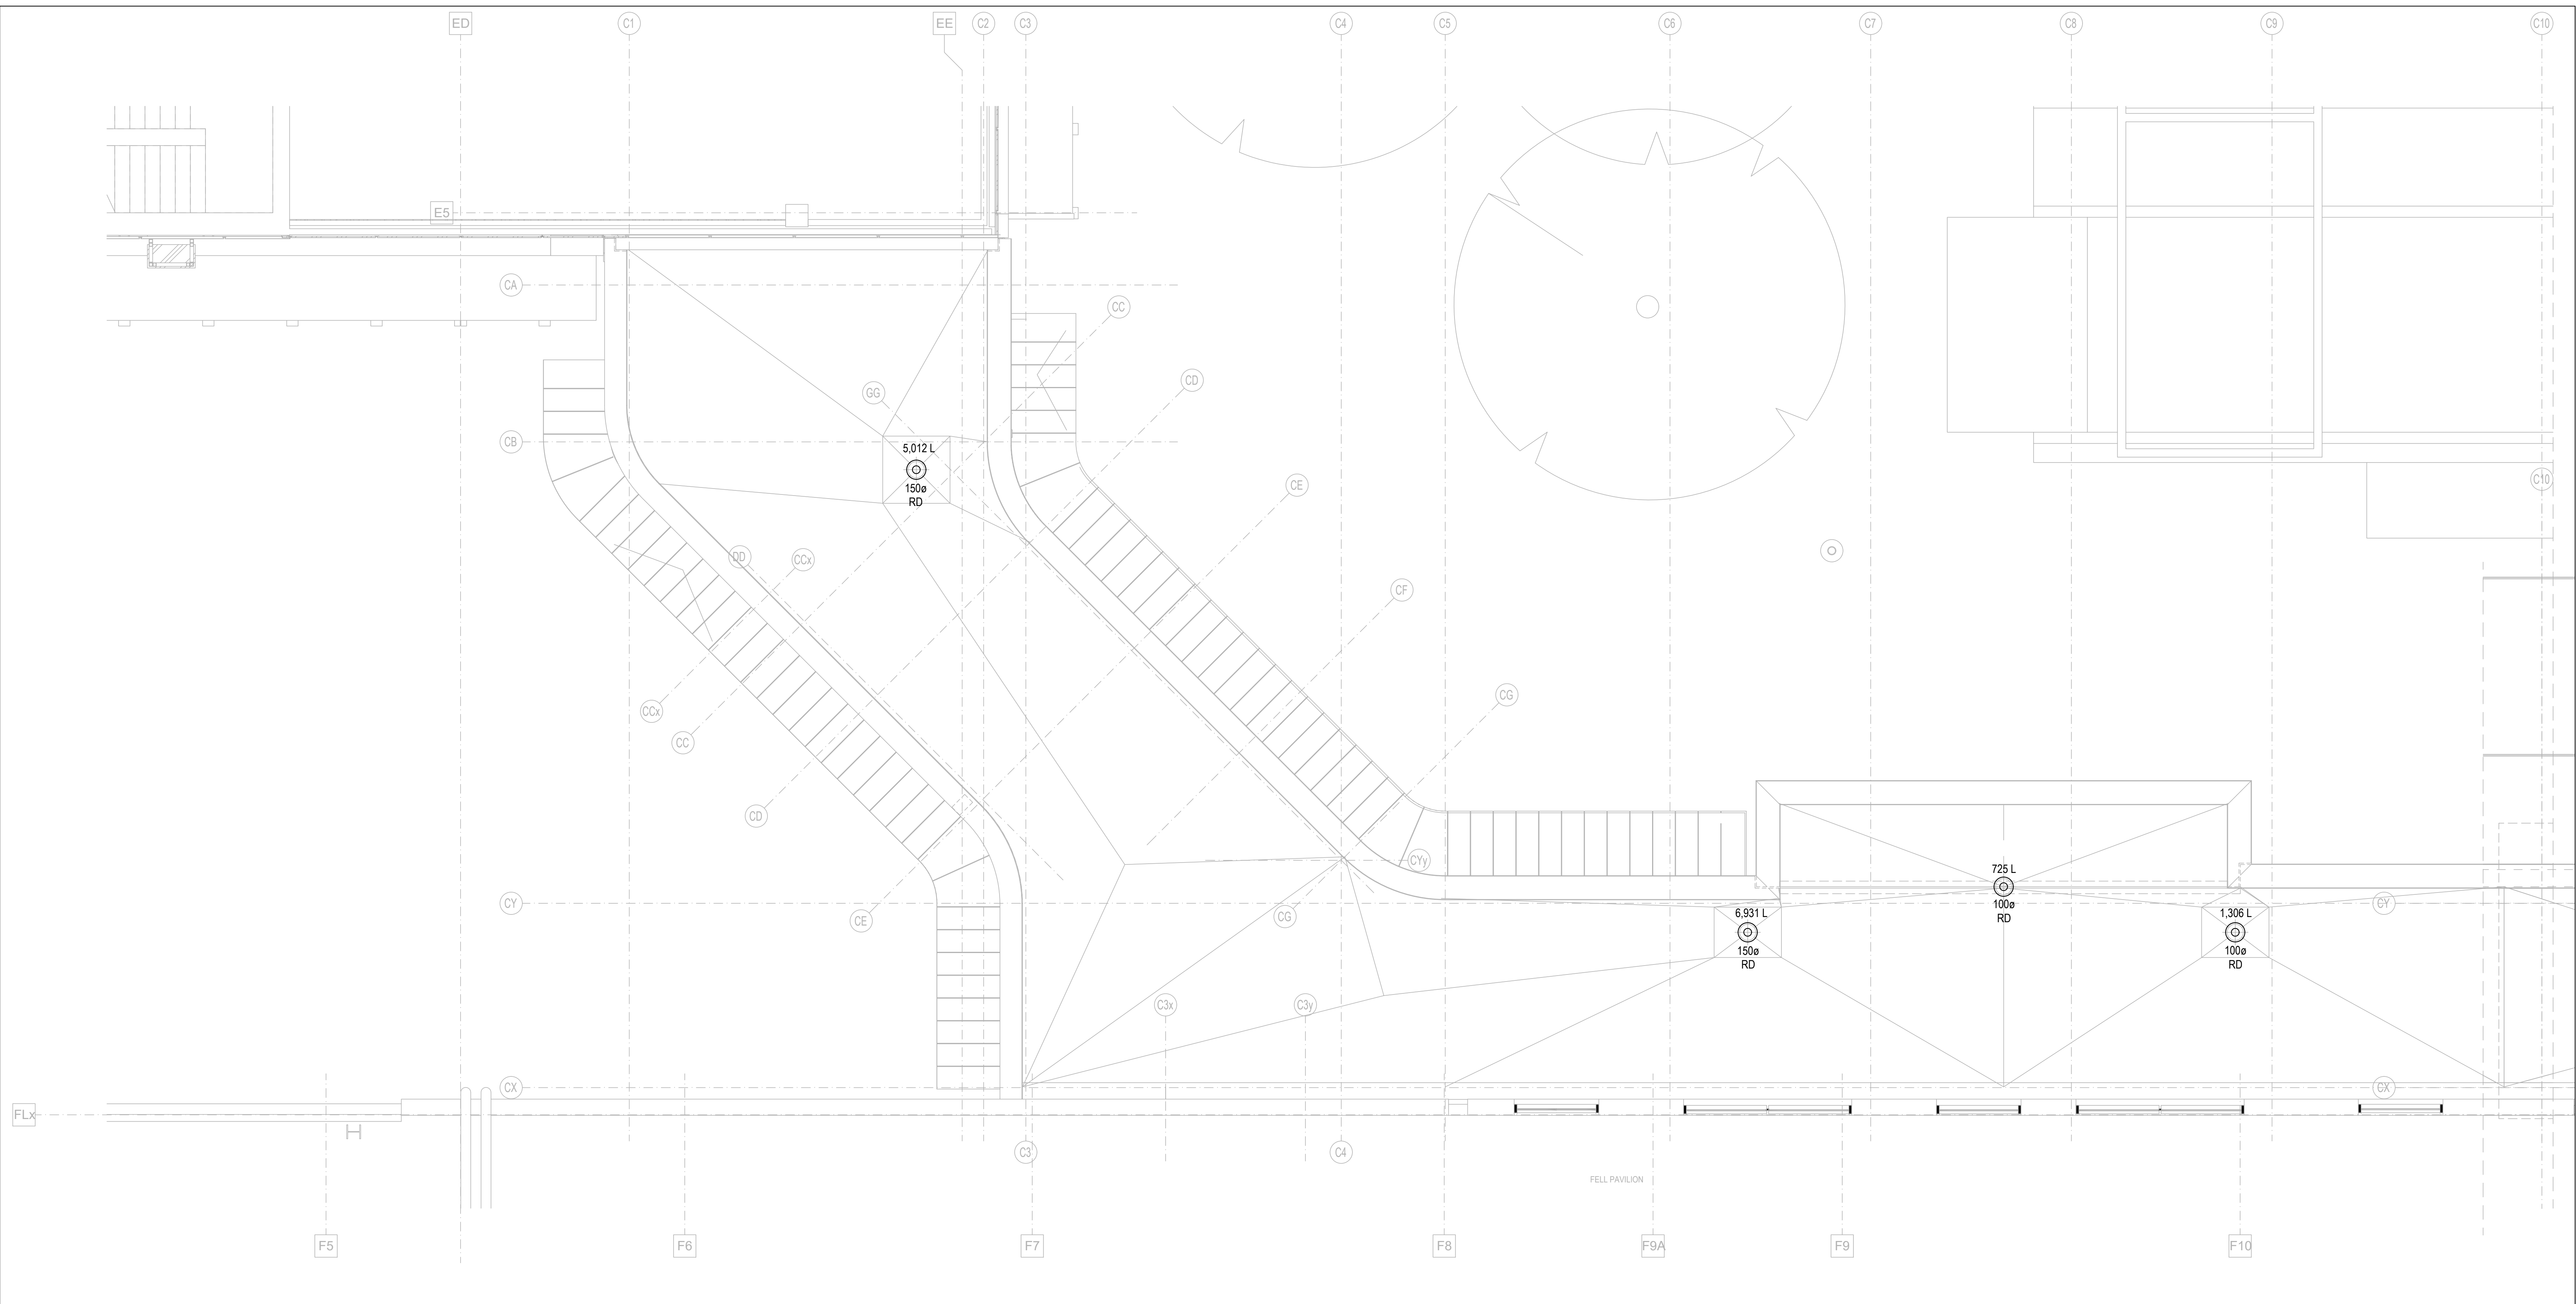 ED
C1
EE
C2
C3
C4
C5
C6
C7
C8
C9
C10
E5
CA
CC
CD
GG
CB
5,012 L
150ø
RD
CE
C10
DD
CCx
CF
CCx
CG
CC
CD
CYy
725 L
100ø
RD
CY
CE
CG
6,931 L
150ø
RD
1,306 L
100ø
RD
CY
C3x
C3y
CX
CX
FLx
C3
C4
FELL PAVILION
F5
F6
F7
F8
F9A
F9
F10